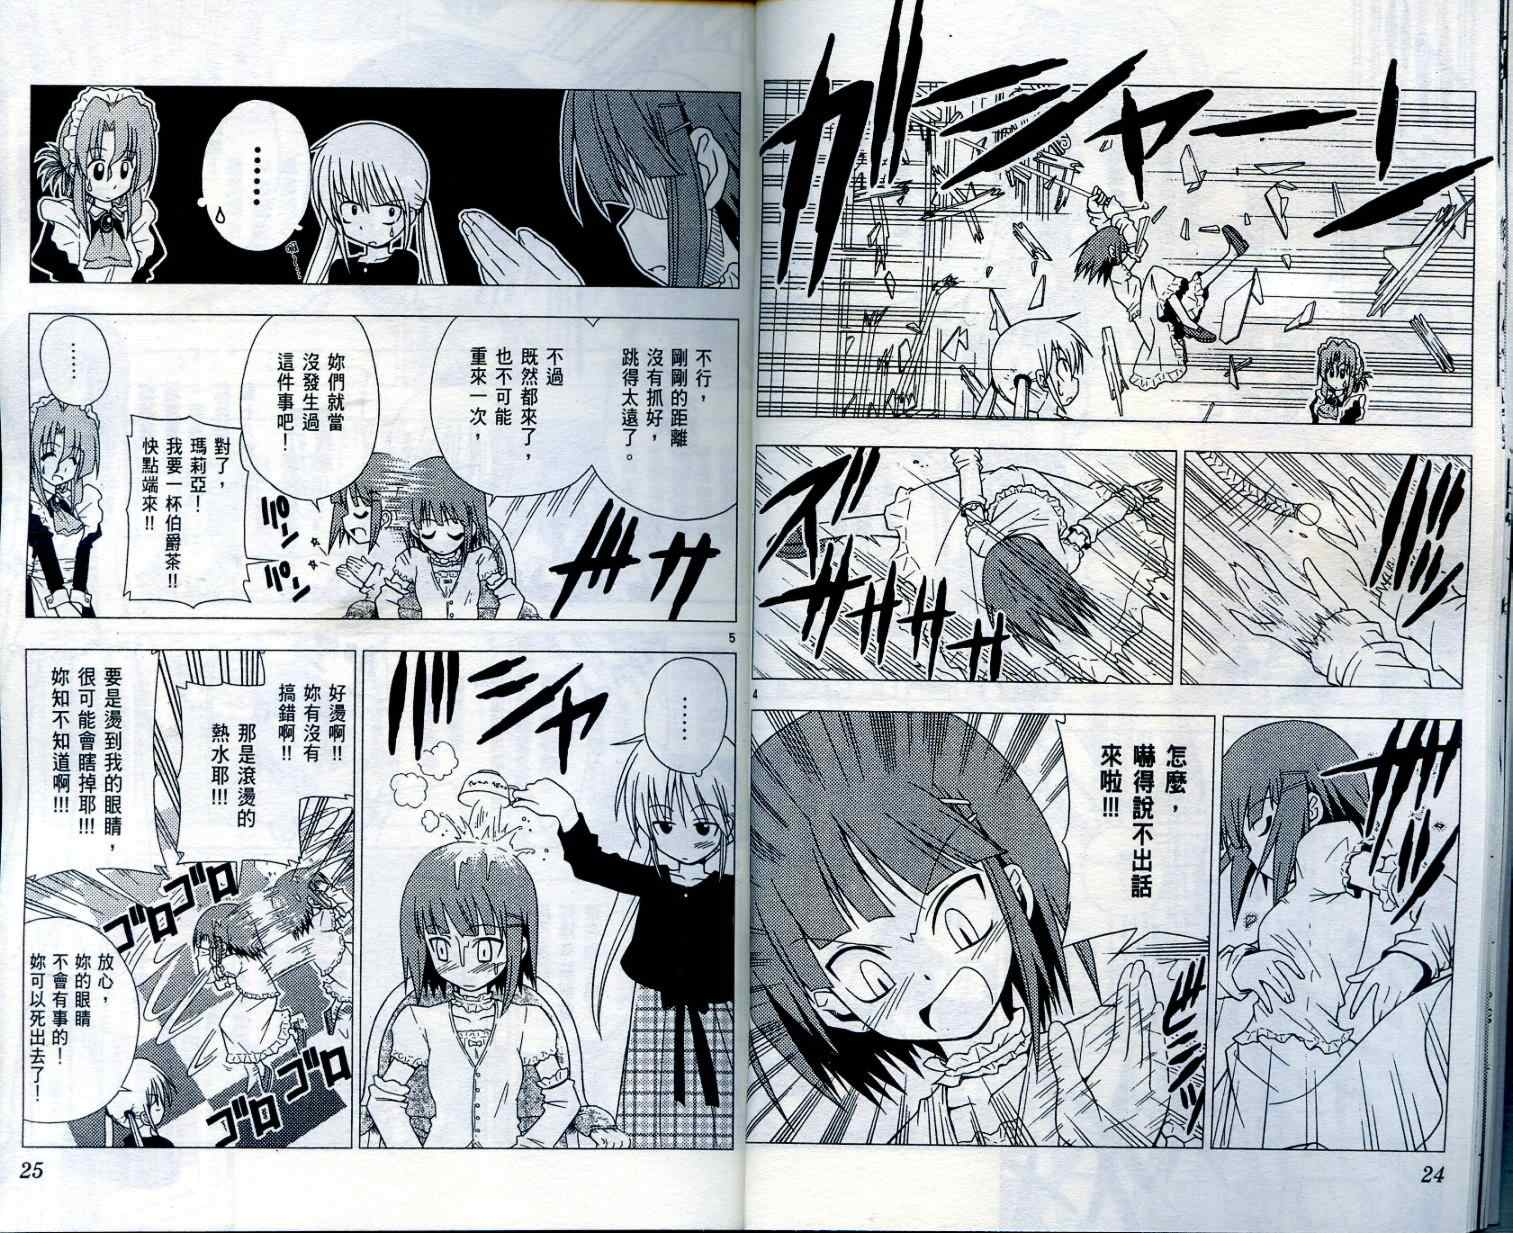 ガシャーーーン
ズザザザザザ
怎麼，
嚇得說不出話
來啦!!!
24
……
不行，
剛剛的距離
沒有抓好，
跳得太遠了。
不過
既然都來了，
也不可能
重來一次，
妳們就當
沒發生過
這件事吧！
對了，
瑪莉亞！
我要一杯伯爵茶!!
快點端來!!
パン
パン
……
……
バシャ
好燙啊!!
妳有沒有
搞錯啊!!
那是滾燙的
熱水耶!!!
要是燙到我的眼睛，
很可能會瞎掉耶!!!
妳知不知道啊!!!
ゴロゴロ
ゴロゴロ
放心，
妳的眼睛
不會有事的！
妳可以死出去了！
4
5
25